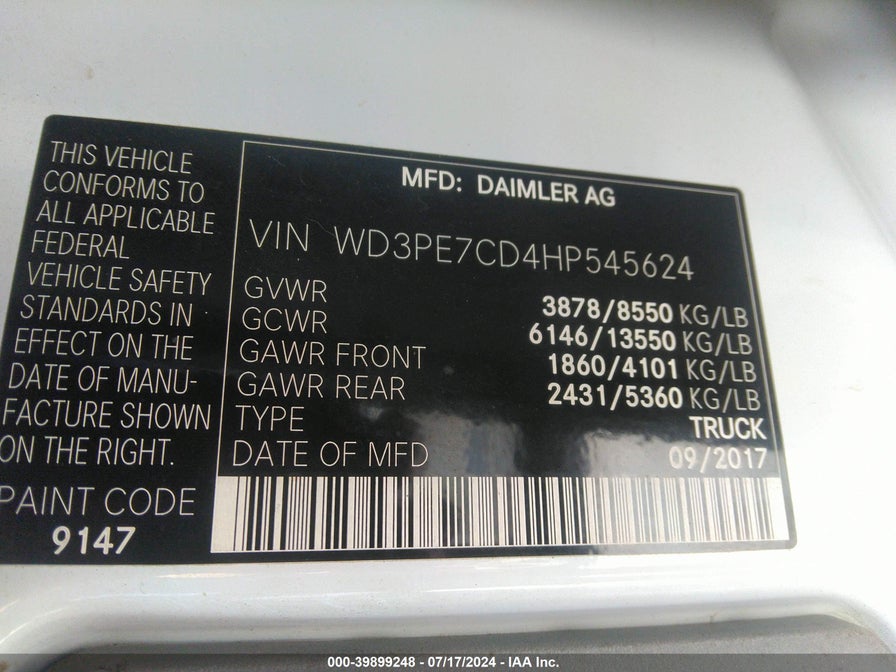 THIS VEHICLE
CONFORMS TO
ALL APPLICABLE
FEDERAL
VEHICLE SAFETY
STANDARDS IN
EFFECT ON THE
DATE OF MANU-
FACTURE SHOWN
ON THE RIGHT.
PAINT CODE
9147
MFD: DAIMLER AG
VIN WD3PE7CD4HP545624
GVWR 3878/8550 KG/LB
GCWR 6146/13550 KG/LB
GAWR FRONT 1860/4101 KG/LB
GAWR REAR 2431/5360 KG/LB
TYPE TRUCK
DATE OF MFD 09/2017
000-39899248 - 07/17/2024 - IAA Inc.